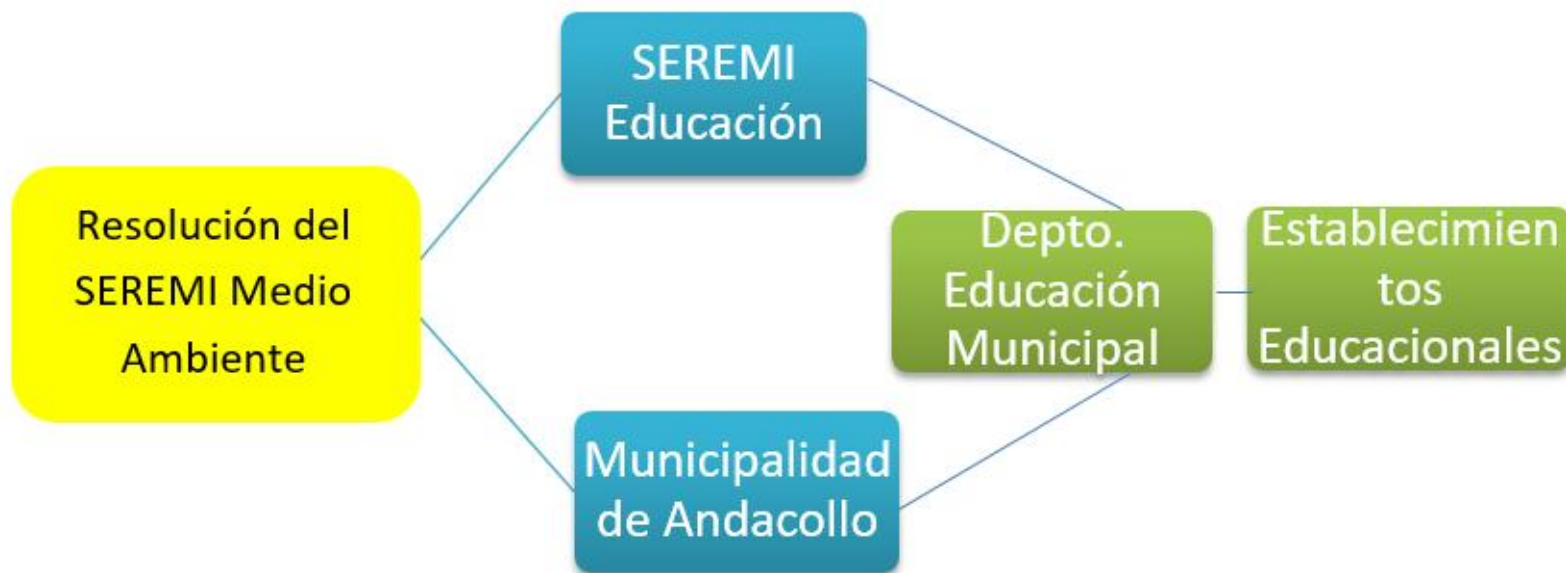 Resolución del
SEREMI Medio
Ambiente
SEREMI
Educación
Municipalidad
de Andacollo
Depto.
Educación
Municipal
Establecimien
tos
Educacionales